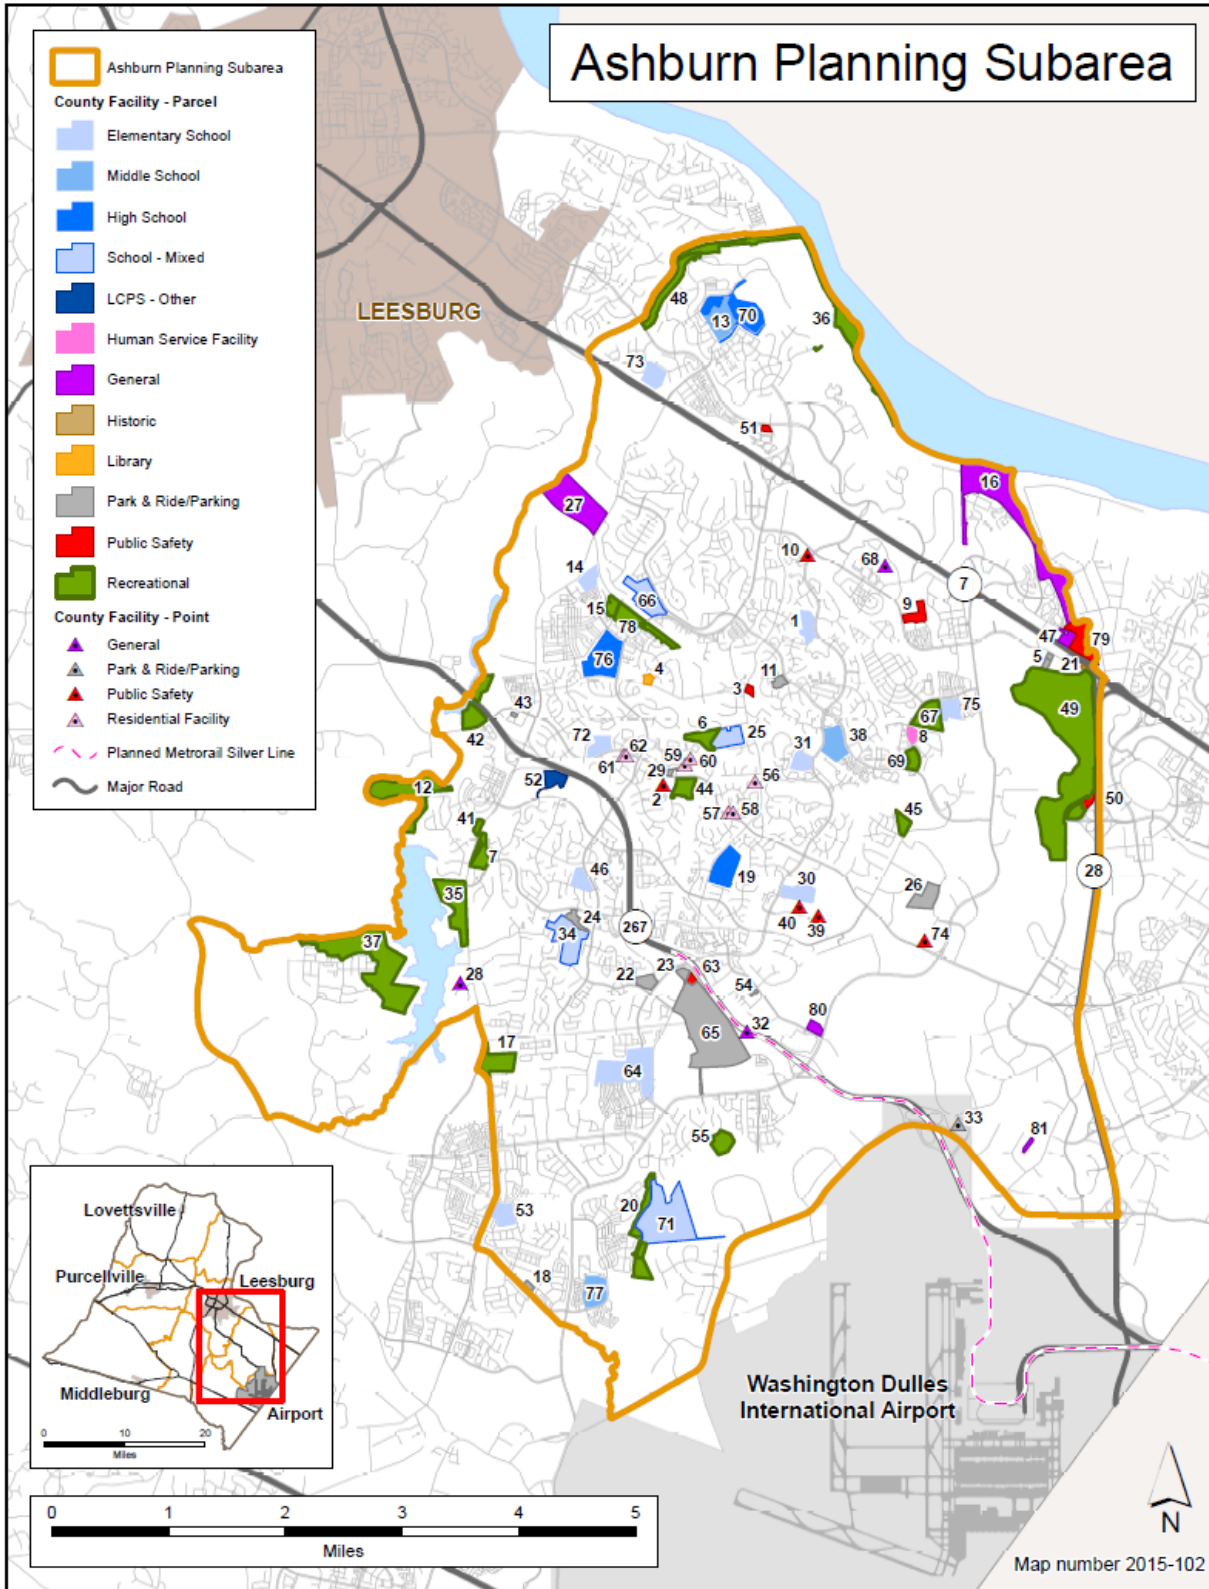 Ashburn Planning Subarea
Ashburn Planning Subarea
County Facility - Parcel
Elementary School
Middle School
High School
School - Mixed
LCPS - Other
Human Service Facility
General
Historic
Library
Park & Ride/Parking
Public Safety
Recreational
County Facility - Point
General
Park & Ride/Parking
Public Safety
Residential Facility
Planned Metrorail Silver Line
Major Road
LEESBURG
48
13
70
36
73
51
16
27
10
68
7
14
66
9
15
1
78
47
79
76
5
21
4
11
3
43
49
42
6
25
75
67
72
62
38
8
59
60
31
61
29
69
52
56
12
2
44
50
57
58
45
41
7
46
19
30
28
35
26
24
40
39
34
267
74
37
28
22
23
63
54
65
32
80
17
64
33
81
55
53
20
71
18
77
Lovettsville
Purcellville
Leesburg
Middleburg
Airport
0 10 20
Miles
Washington Dulles
International Airport
0 1 2 3 4 5
Miles
N
Map number 2015-102